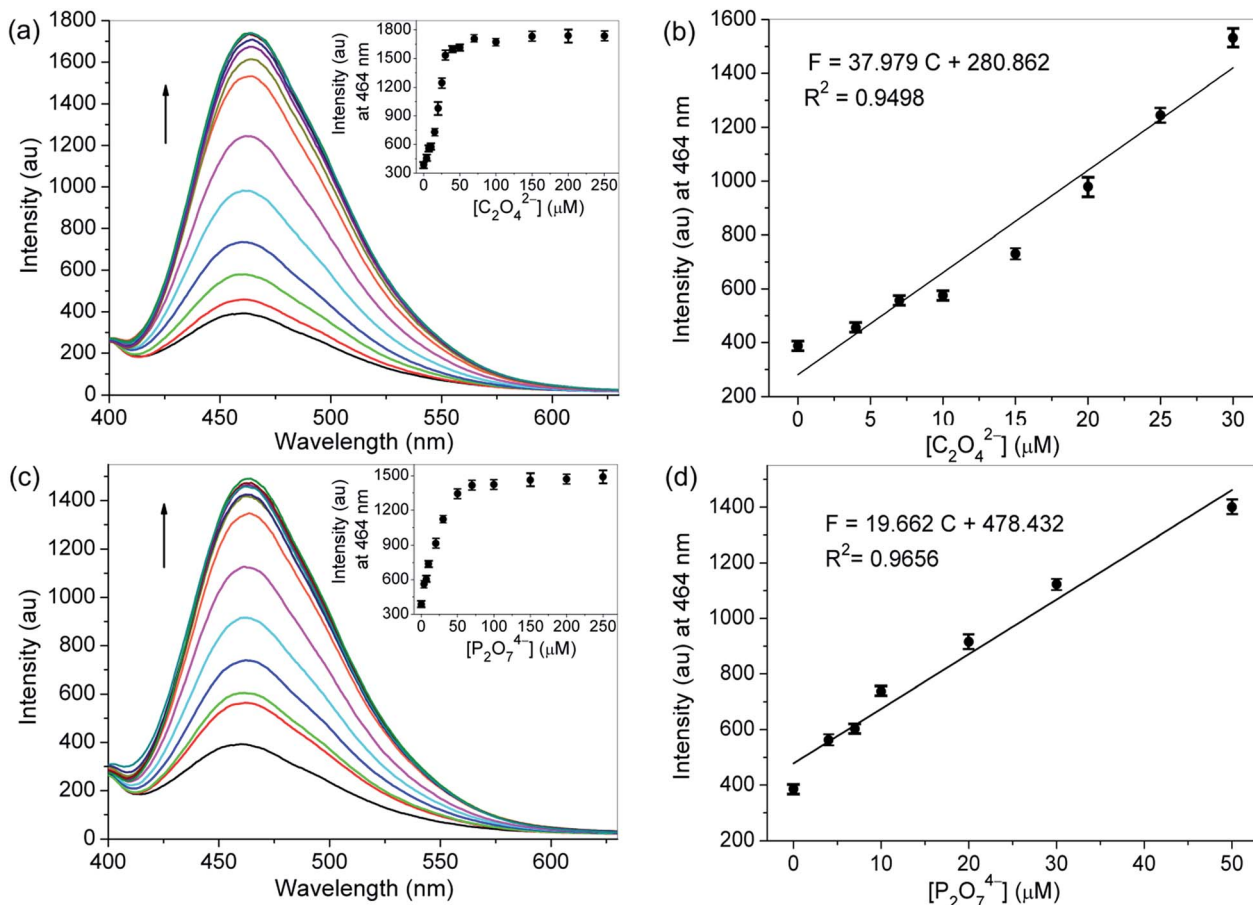 (a)
1800
1600
1400
1200
1000
800
600
400
200
0
Intensity (au)
400 450 500 550 600
Wavelength (nm)
1800
1500
1200
900
600
300
Intensity (au)
at 464 nm
0 50 100 150 200 250
[C₂O₄²⁻] (μM)
(b)
1600
1400
1200
1000
800
600
400
200
Intensity (au) at 464 nm
F = 37.979 C + 280.862
R² = 0.9498
0 5 10 15 20 25 30
[C₂O₄²⁻] (μM)
(c)
1400
1200
1000
800
600
400
200
0
Intensity (au)
400 450 500 550 600
Wavelength (nm)
1500
1200
900
600
300
Intensity (au)
at 464 nm
0 50 100 150 200 250
[P₂O₇⁴⁻] (μM)
(d)
1400
1200
1000
800
600
400
200
Intensity (au) at 464 nm
F = 19.662 C + 478.432
R² = 0.9656
0 10 20 30 40 50
[P₂O₇⁴⁻] (μM)